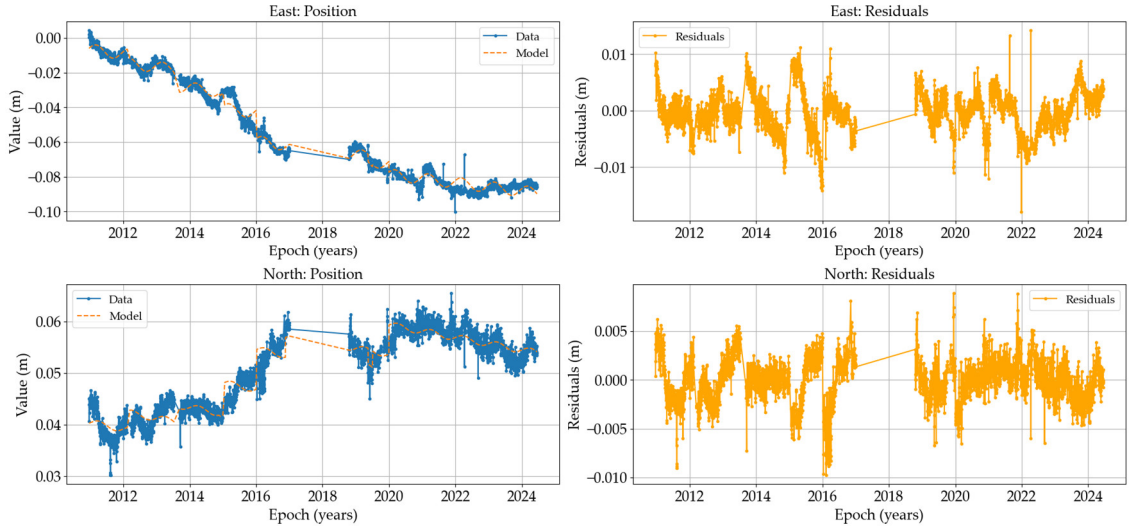 East: Position
Value (m)
0.00
−0.02
−0.04
−0.06
−0.08
−0.10
Data
Model
2012 2014 2016 2018 2020 2022 2024
Epoch (years)
East: Residuals
Residuals (m)
0.01
0.00
−0.01
Residuals
2012 2014 2016 2018 2020 2022 2024
Epoch (years)
North: Position
Value (m)
0.06
0.05
0.04
0.03
Data
Model
2012 2014 2016 2018 2020 2022 2024
Epoch (years)
North: Residuals
Residuals (m)
0.005
0.000
−0.005
−0.010
Residuals
2012 2014 2016 2018 2020 2022 2024
Epoch (years)